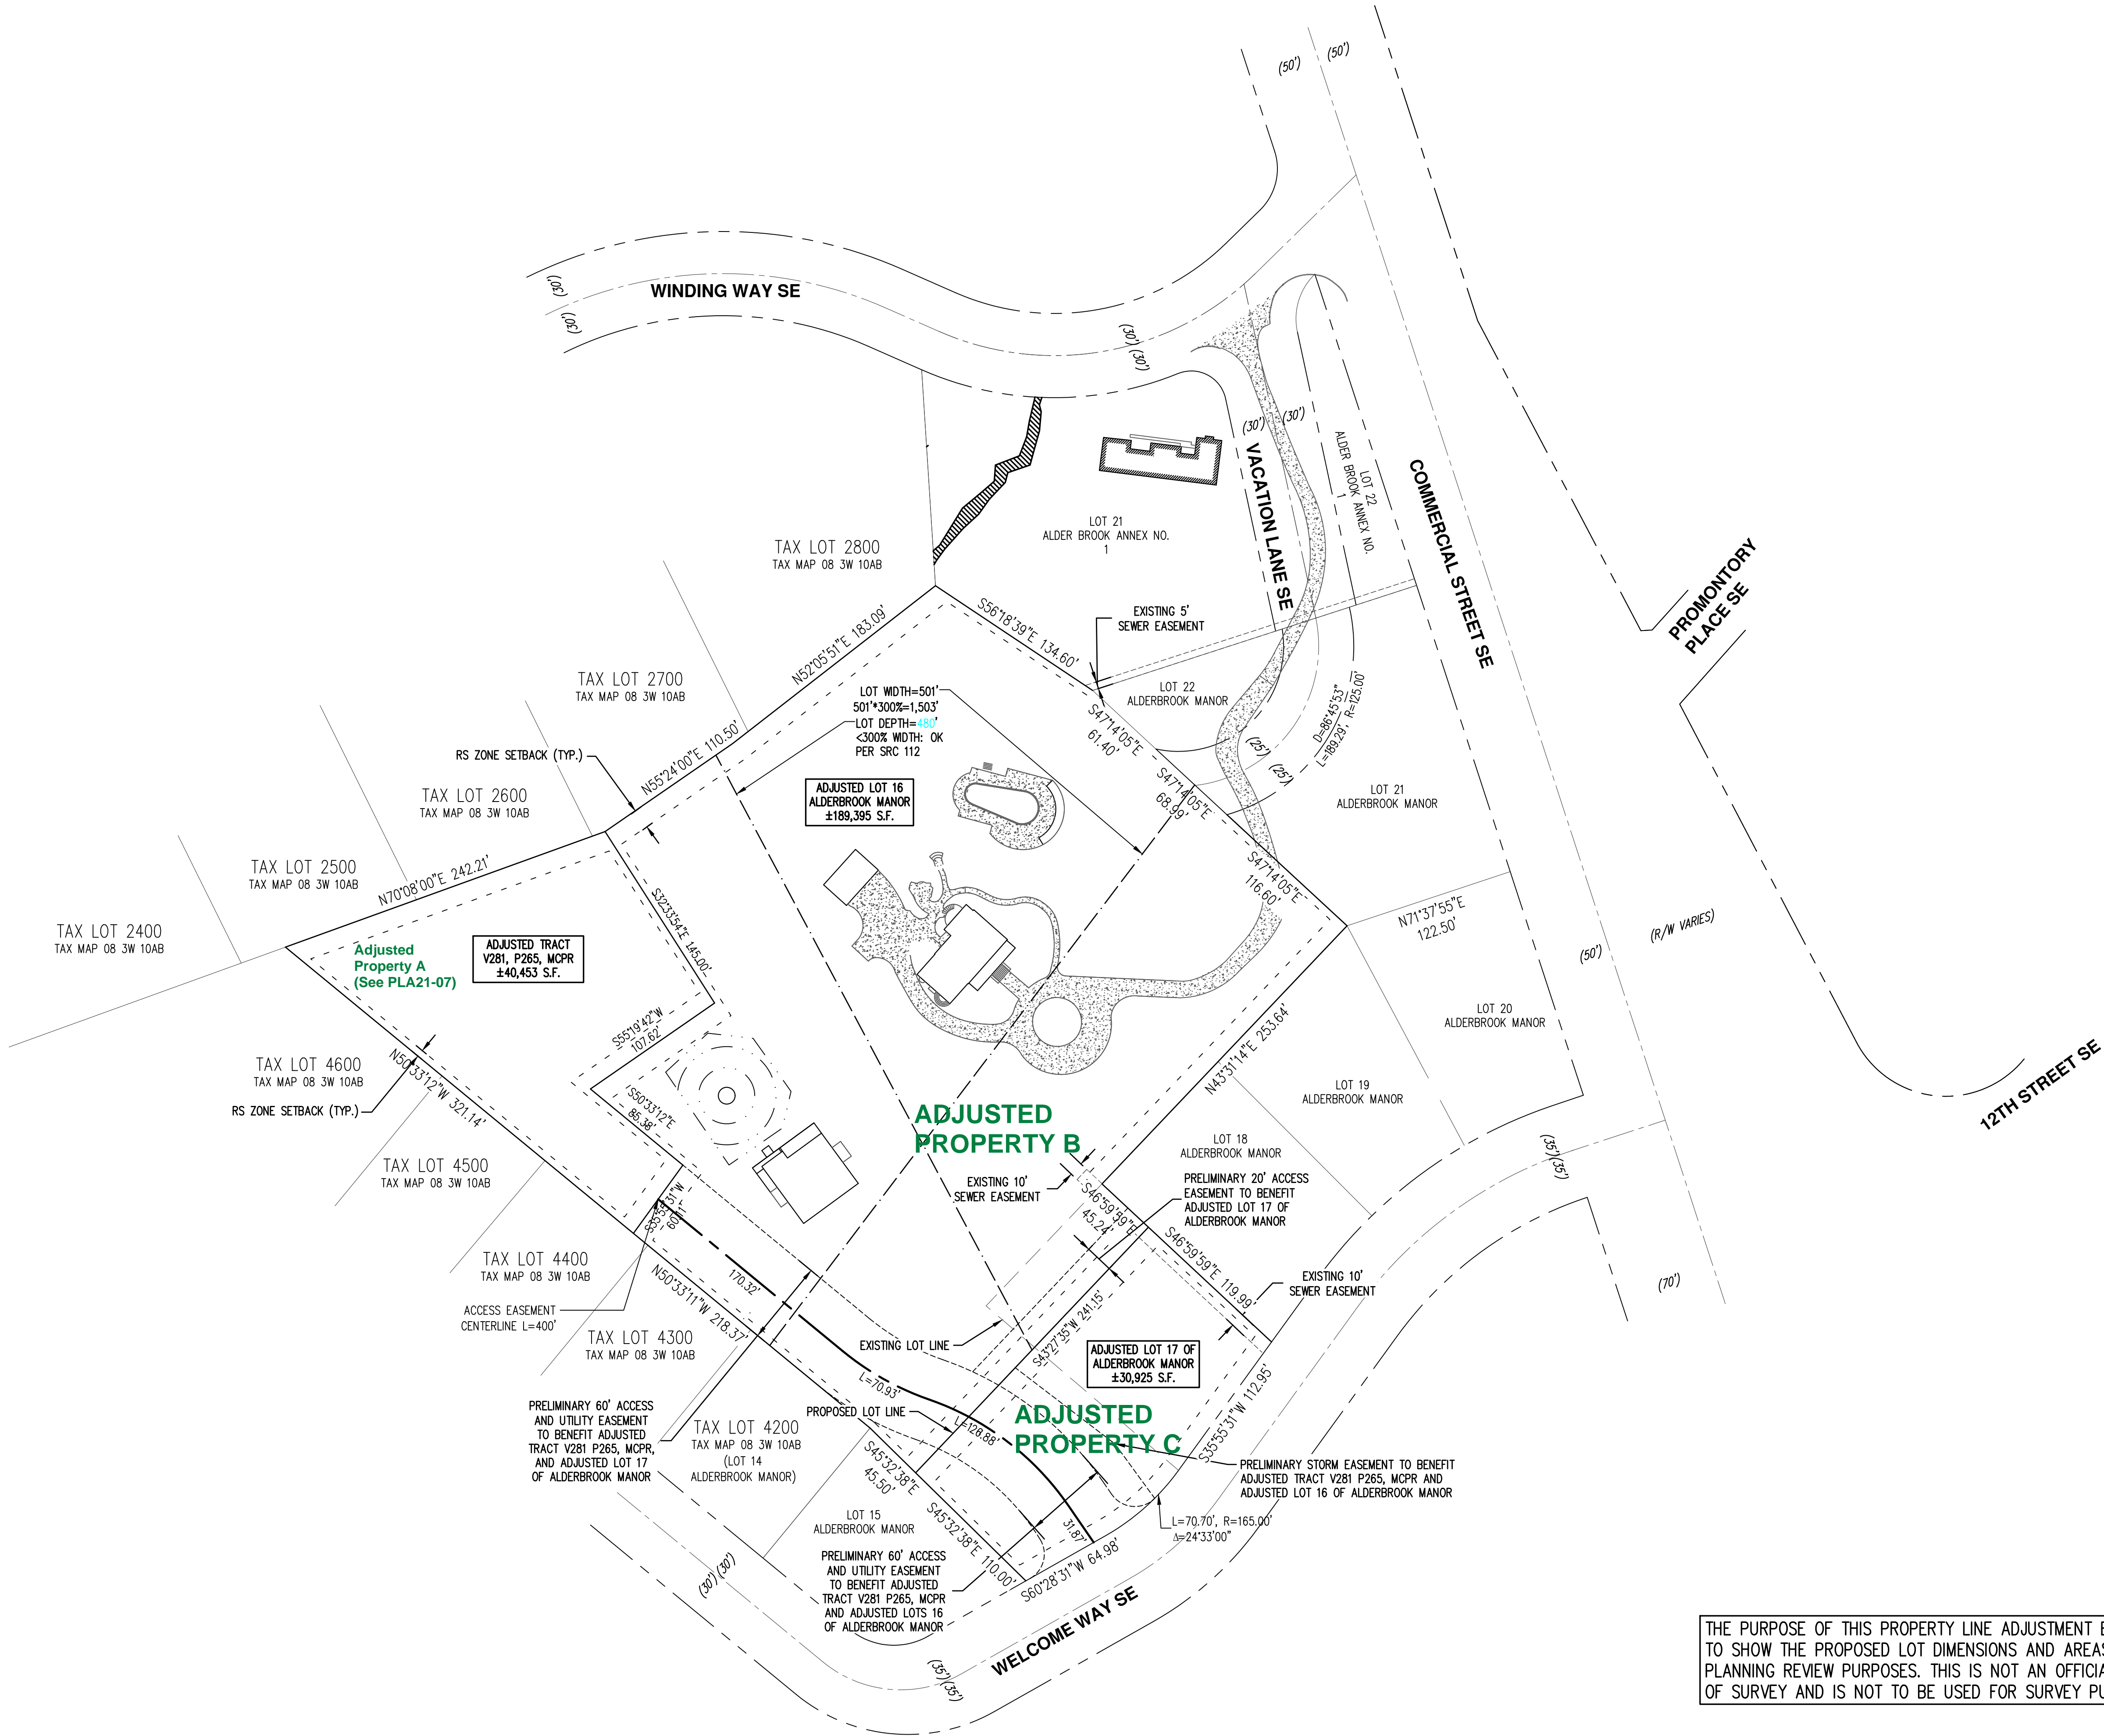 (50')
(50')
WINDING WAY SE
(30')
(30')
(30')
(30')
(30')
(30')
VACATION LANE SE
LOT 22
ALDER BROOK ANNEX NO.
1
COMMERCIAL STREET SE
LOT 21
ALDER BROOK ANNEX NO.
1
TAX LOT 2800
TAX MAP 08 3W 10AB
PROMONTORY
PLACE SE
S56°18'39"E 134.60'
EXISTING 5'
SEWER EASEMENT
N52°05'51"E 183.09'
TAX LOT 2700
TAX MAP 08 3W 10AB
LOT WIDTH=501'
501'*300%=1,503'
LOT DEPTH=480'
<300% WIDTH: OK
PER SRC 112
LOT 22
ALDERBROOK MANOR
S47°14'05"E
61.40'
D=86°45'53"
L=189.29', R=125.00'
(25')
(25')
N55°24'00"E 110.50'
RS ZONE SETBACK (TYP.)
S47°14'05"E
68.99'
TAX LOT 2600
TAX MAP 08 3W 10AB
ADJUSTED LOT 16
ALDERBROOK MANOR
±189,395 S.F.
LOT 21
ALDERBROOK MANOR
TAX LOT 2500
TAX MAP 08 3W 10AB
N70°08'00"E 242.21'
S32°33'54"E 145.00'
S47°14'05"E
116.60'
N71°37'55"E
122.50'
TAX LOT 2400
TAX MAP 08 3W 10AB
Adjusted
Property A
(See PLA21-07)
ADJUSTED TRACT
V281, P265, MCPR
±40,453 S.F.
(R/W VARIES)
(50')
LOT 20
ALDERBROOK MANOR
S55°19'42"W
107.62'
N43°31'14"E 253.64'
TAX LOT 4600
TAX MAP 08 3W 10AB
N50°33'12"W 321.14'
RS ZONE SETBACK (TYP.)
S50°33'12"E
85.38'
LOT 19
ALDERBROOK MANOR
12TH STREET SE
ADJUSTED
PROPERTY B
LOT 18
ALDERBROOK MANOR
(35')
(35')
TAX LOT 4500
TAX MAP 08 3W 10AB
EXISTING 10'
SEWER EASEMENT
PRELIMINARY 20' ACCESS
EASEMENT TO BENEFIT
ADJUSTED LOT 17 OF
ALDERBROOK MANOR
S46°59'59"E
45.24'
S35°55'31"W
60.11'
S46°59'59"E 119.99'
TAX LOT 4400
TAX MAP 08 3W 10AB
170.32'
EXISTING 10'
SEWER EASEMENT
(70')
ACCESS EASEMENT
CENTERLINE L=400'
N50°33'11"W 218.37'
TAX LOT 4300
TAX MAP 08 3W 10AB
EXISTING LOT LINE
S43°27'35"W 241.15'
ADJUSTED LOT 17 OF
ALDERBROOK MANOR
±30,925 S.F.
L=70.93'
S35°55'31"W 112.95'
PRELIMINARY 60' ACCESS
AND UTILITY EASEMENT
TO BENEFIT ADJUSTED
TRACT V281 P265, MCPR,
AND ADJUSTED LOT 17
OF ALDERBROOK MANOR
PROPOSED LOT LINE
TAX LOT 4200
TAX MAP 08 3W 10AB
(LOT 14
ALDERBROOK MANOR)
L=126.88'
ADJUSTED
PROPERTY C
S45°32'38"E
45.50'
PRELIMINARY STORM EASEMENT TO BENEFIT
ADJUSTED TRACT V281 P265, MCPR AND
ADJUSTED LOT 16 OF ALDERBROOK MANOR
LOT 15
ALDERBROOK MANOR
S45°32'38"E 110.00'
31.87'
L=70.70', R=165.00'
Δ=24°33'00"
PRELIMINARY 60' ACCESS
AND UTILITY EASEMENT
TO BENEFIT ADJUSTED
TRACT V281 P265, MCPR
AND ADJUSTED LOTS 16
OF ALDERBROOK MANOR
S60°28'31"W 64.98'
(30')
(30')
WELCOME WAY SE
(35')
(35')
THE PURPOSE OF THIS PROPERTY LINE ADJUSTMENT
TO SHOW THE PROPOSED LOT DIMENSIONS AND AREAS
PLANNING REVIEW PURPOSES. THIS IS NOT AN OFFICIA
OF SURVEY AND IS NOT TO BE USED FOR SURVEY PU